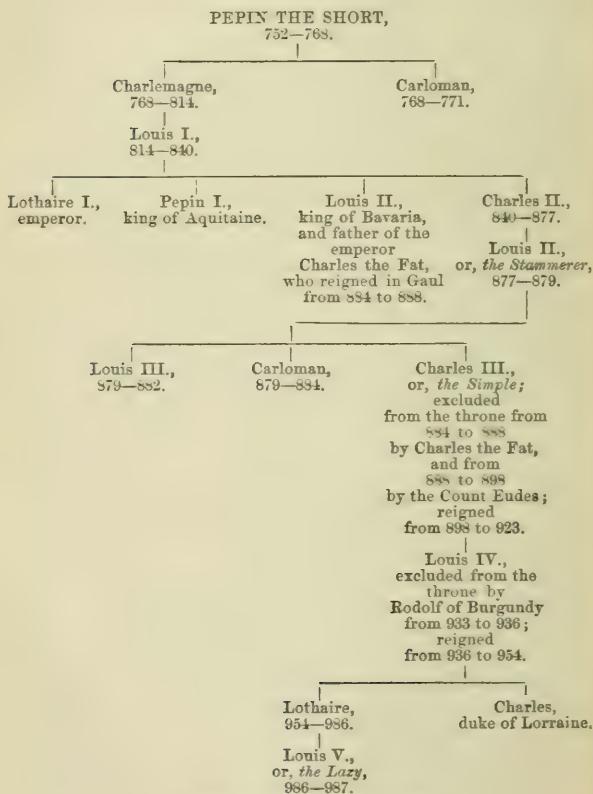 PEPIN THE SHORT,
752—768.
Charlemagne,
768—814.
Carloman,
768—771.
Louis I.,
814—840.
Lothaire I.,
emperor.
Pepin I.,
king of Aquitaine.
Louis II.,
king of Bavaria,
and father of the
emperor
Charles the Fat,
who reigned in Gaul
from 884 to 888.
Charles II.,
840—877.
Louis II.,
or, the Stammerer,
877—879.
Louis III.,
879—882.
Carloman,
879—884.
Charles III.,
or, the Simple;
excluded
from the throne from
884 to 888
by Charles the Fat,
and from
888 to 898
by the Count Eudes;
reigned
from 898 to 923.
Louis IV.,
excluded from the
throne by
Rodolf of Burgundy
from 933 to 936;
reigned
from 936 to 954.
Lothaire,
954—986.
Charles,
duke of Lorraine.
Louis V.,
or, the Lazy,
986—987.